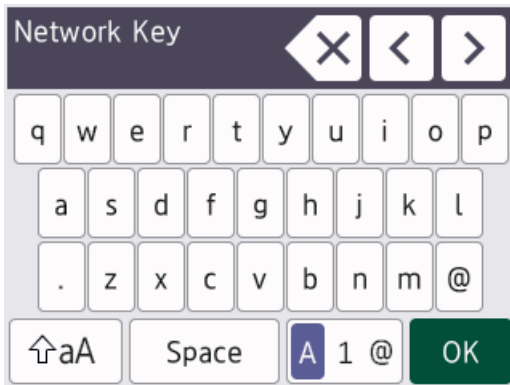 Network Key
q w e r t y u i o p
a s d f g h j k l
. z x c v b n m @
aA Space A 1 @ OK